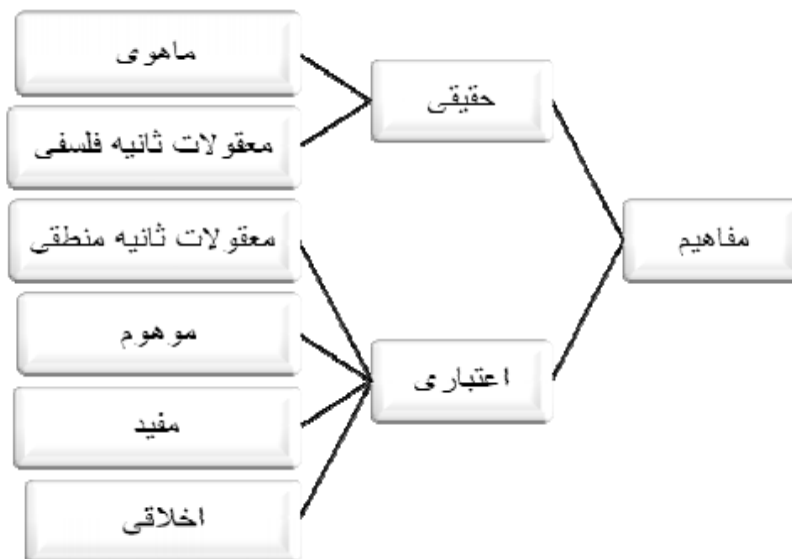 مفاهیم
حقیقی
ماهوی
معقولات ثانیه فلسفی
اعتباری
معقولات ثانیه منطقی
موهوم
مفید
اخلاقی